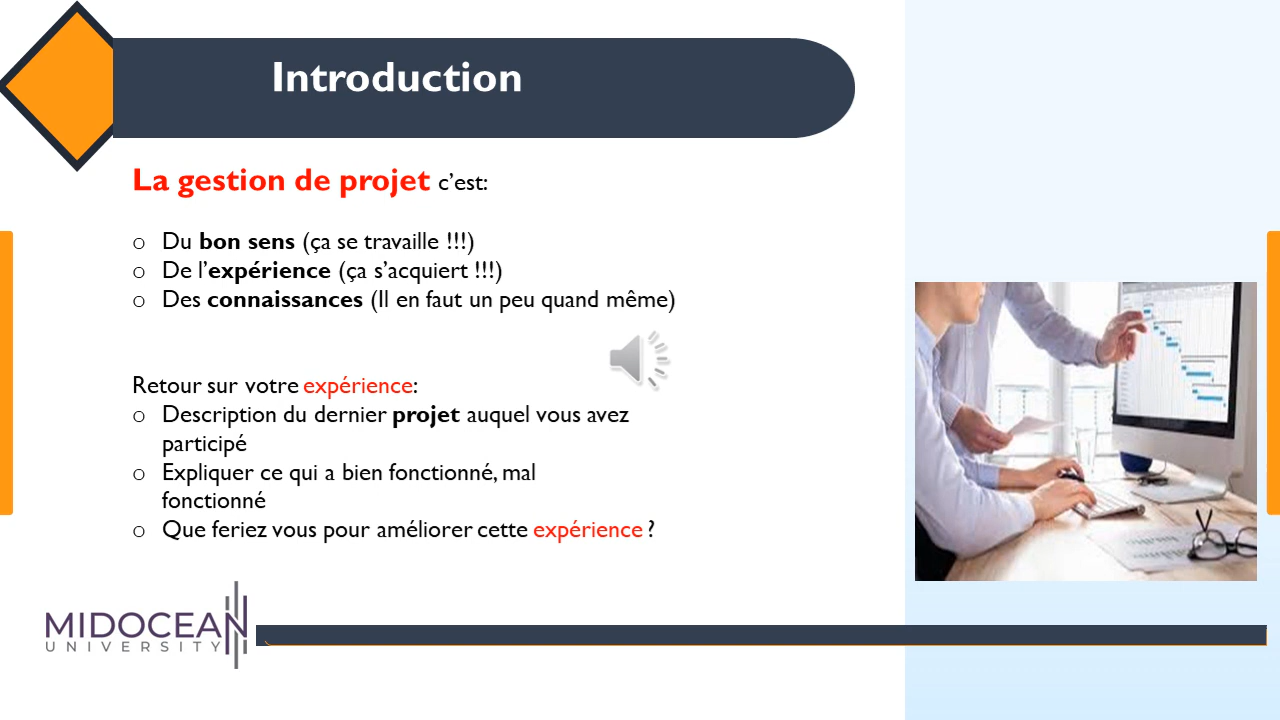 Introduction
La gestion de projet c’est:
o Du bon sens (ça se travaille !!!)
o De l’expérience (ça s’acquiert !!!)
o Des connaissances (Il en faut un peu quand même)
Retour sur votre expérience:
o Description du dernier projet auquel vous avez
participé
o Expliquer ce qui a bien fonctionné, mal
fonctionné
o Que feriez vous pour améliorer cette expérience ?
MIDOCEAN
UNIVERSITY